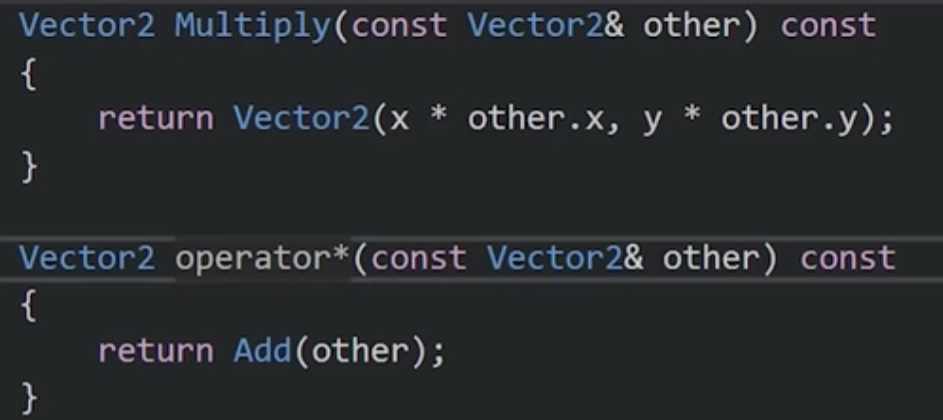 Vector2 Multiply(const Vector2& other) const
{
    return Vector2(x * other.x, y * other.y);
}
Vector2 operator*(const Vector2& other) const
{
    return Add(other);
}